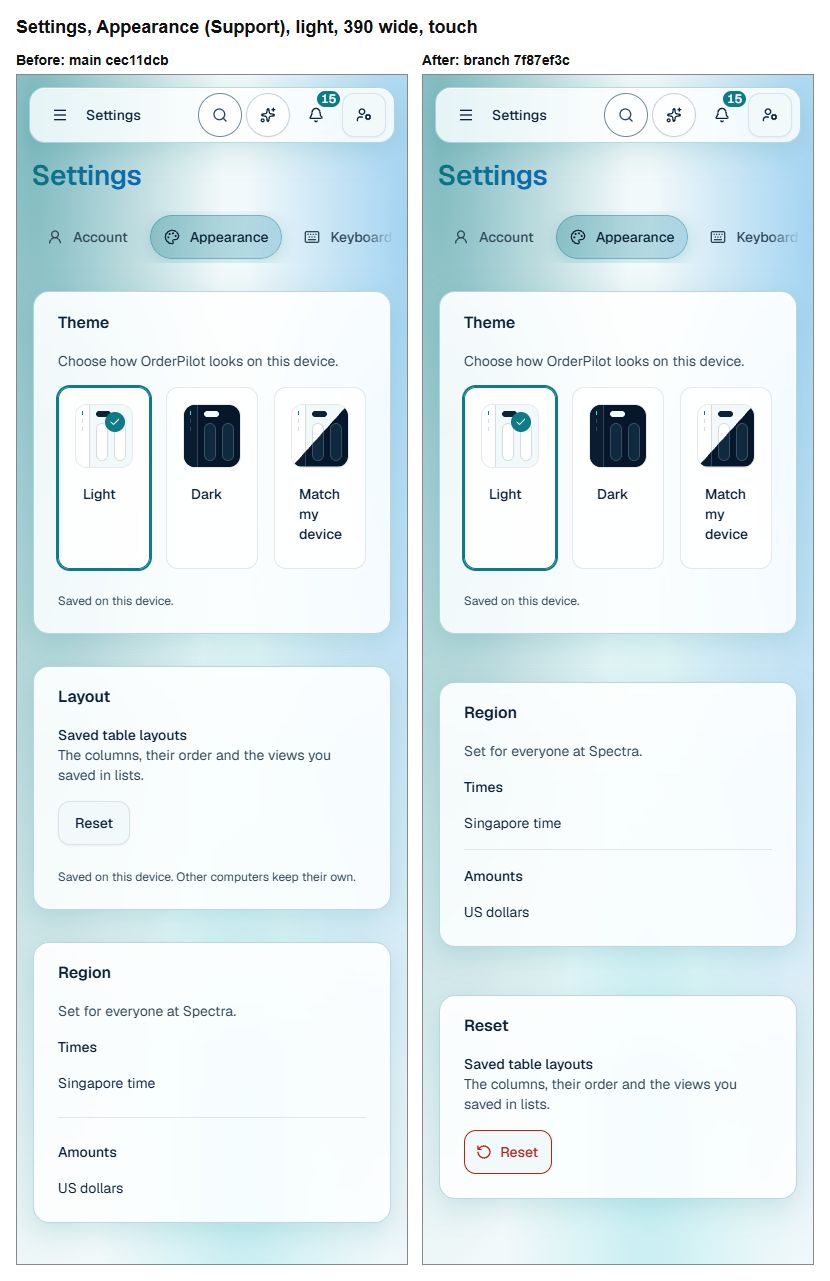 Settings, Appearance (Support), light, 390 wide, touch
Before: main cec11dcb
Settings
15
Settings
Account
Appearance
Keyboard
Theme
Choose how OrderPilot looks on this device.
Light
Dark
Match
my
device
Saved on this device.
Layout
Saved table layouts
The columns, their order and the views you
saved in lists.
Reset
Saved on this device. Other computers keep their own.
Region
Set for everyone at Spectra.
Times
Singapore time
Amounts
US dollars
After: branch 7f87ef3c
Settings
15
Settings
Account
Appearance
Keyboard
Theme
Choose how OrderPilot looks on this device.
Light
Dark
Match
my
device
Saved on this device.
Region
Set for everyone at Spectra.
Times
Singapore time
Amounts
US dollars
Reset
Saved table layouts
The columns, their order and the views you
saved in lists.
Reset